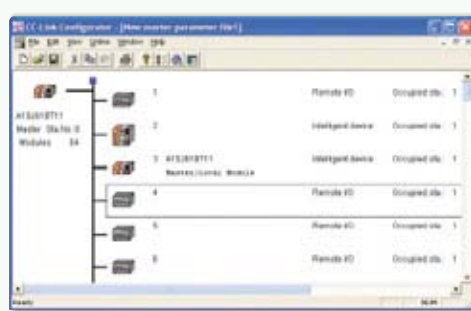 CC-Link Configurator - [New master parameter file1]
File Edit View Online Window Help
A1SJ61BT11
Master Sta.No.0
Modules 64
1 Remote I/O Occupied sta. 1
2 Intelligent device Occupied sta. 1
3 A1SJ61BT11 Intelligent device Occupied sta. 1
Master/Local Module
4 Remote I/O Occupied sta. 1
5 Remote I/O Occupied sta. 1
6 Remote I/O Occupied sta. 1
Ready NUM